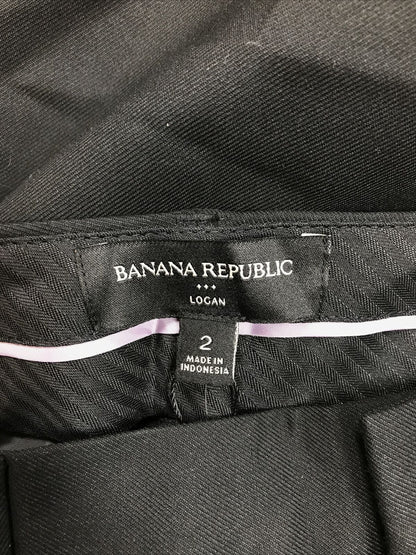 BANANA REPUBLIC
LOGAN
2
MADE IN
INDONESIA